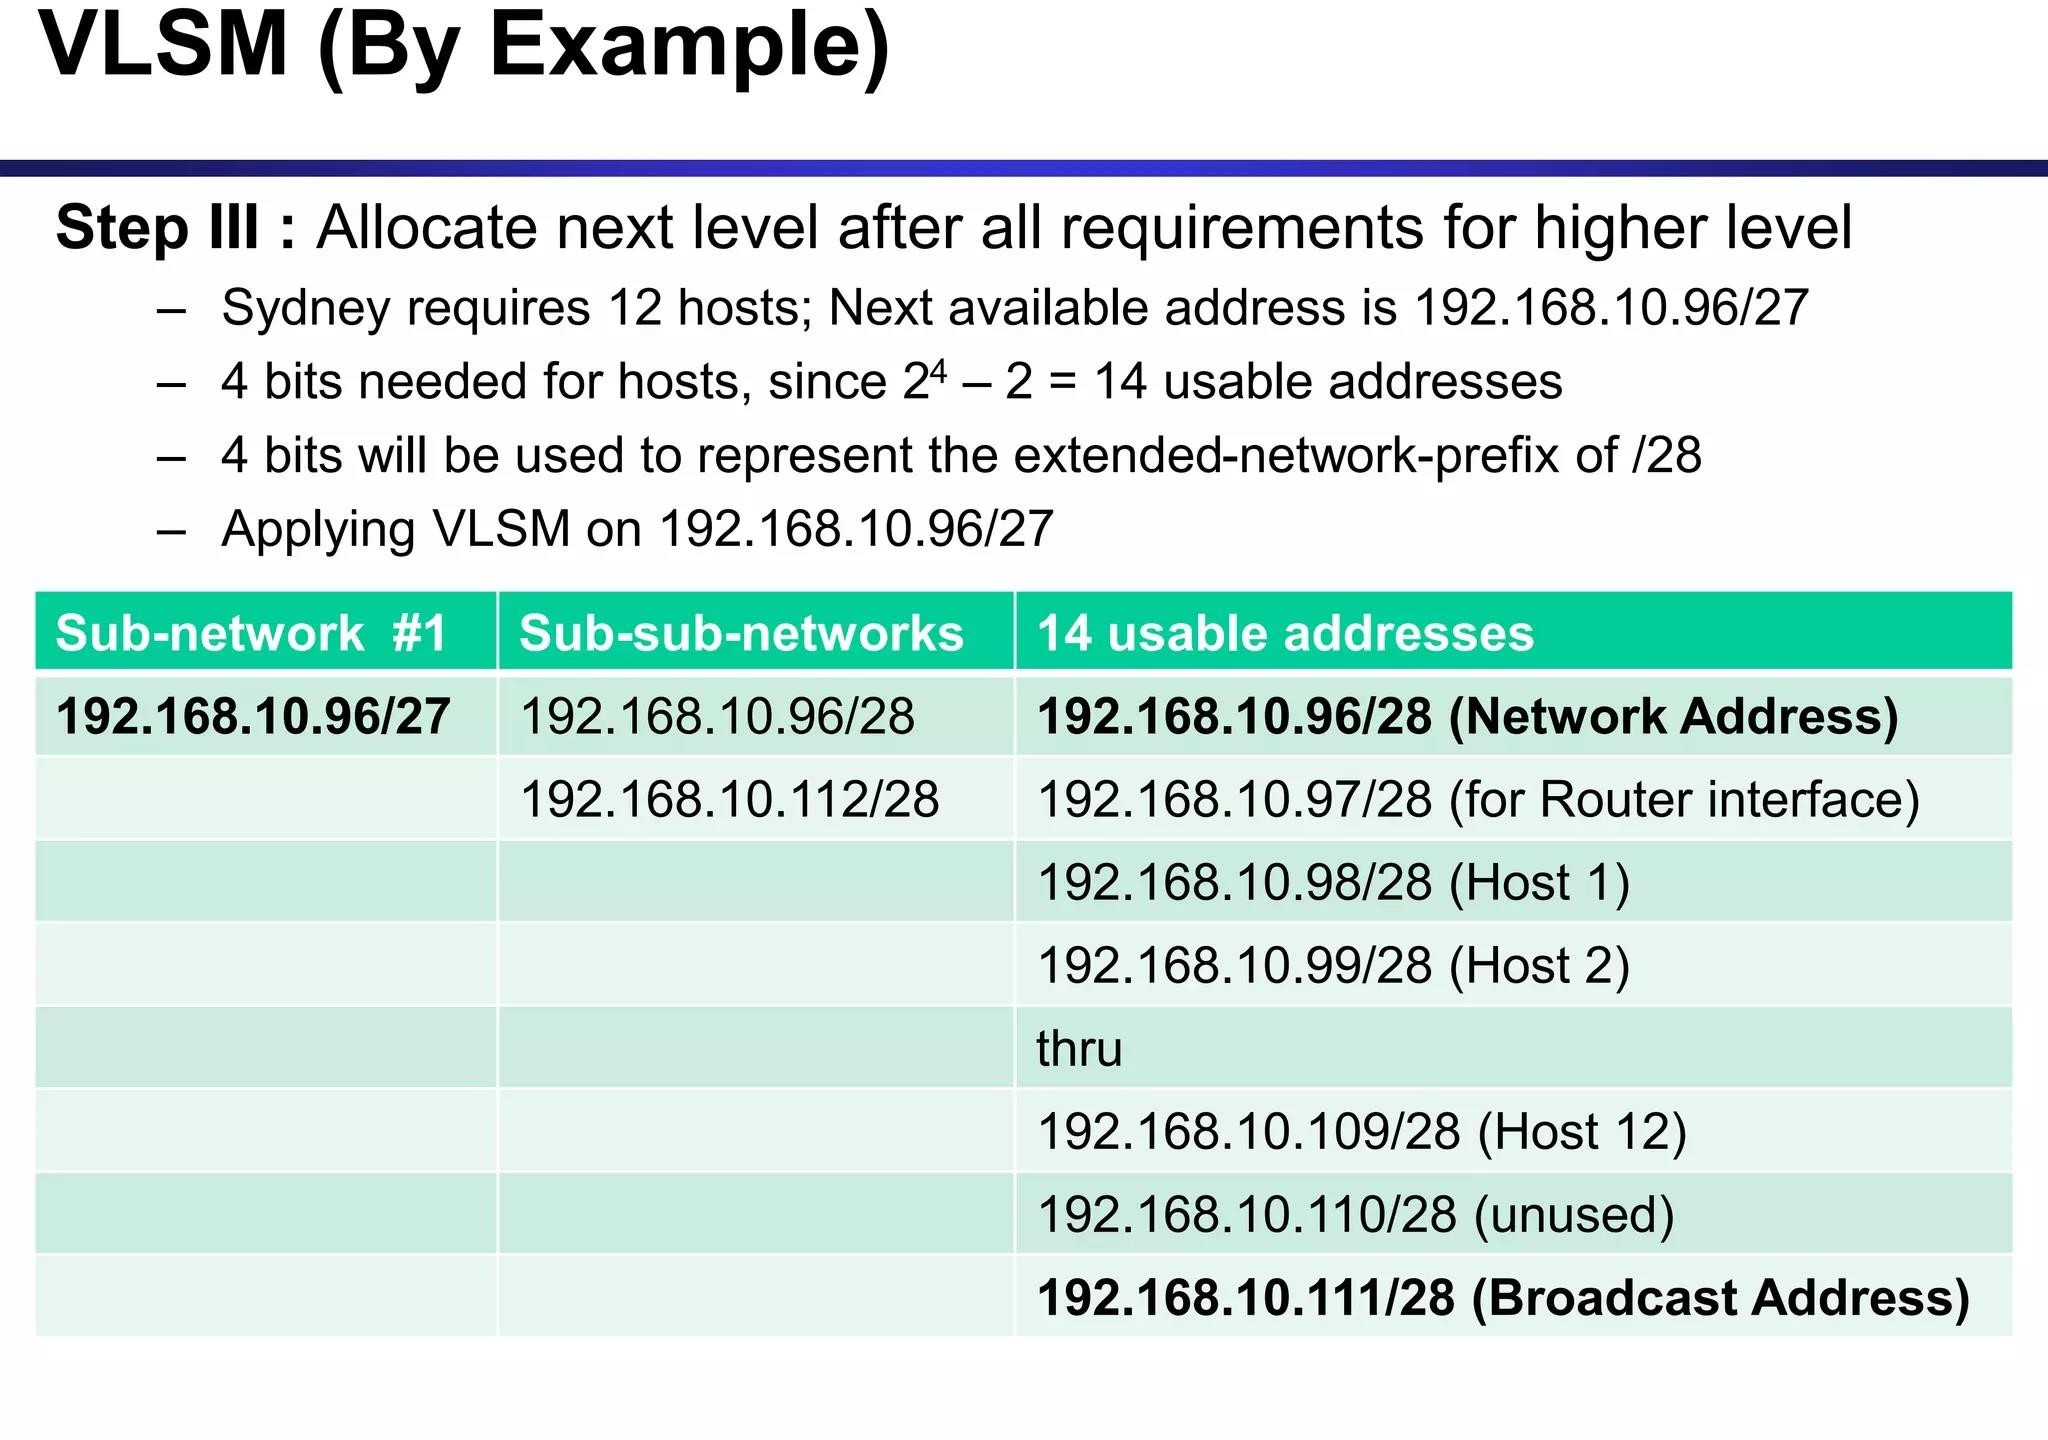 VLSM (By Example)
Step III : Allocate next level after all requirements for higher level
– Sydney requires 12 hosts; Next available address is 192.168.10.96/27
– 4 bits needed for hosts, since 2⁴ – 2 = 14 usable addresses
– 4 bits will be used to represent the extended-network-prefix of /28
– Applying VLSM on 192.168.10.96/27
Sub-network #1 Sub-sub-networks 14 usable addresses
192.168.10.96/27 192.168.10.96/28 192.168.10.96/28 (Network Address)
192.168.10.112/28 192.168.10.97/28 (for Router interface)
192.168.10.98/28 (Host 1)
192.168.10.99/28 (Host 2)
thru
192.168.10.109/28 (Host 12)
192.168.10.110/28 (unused)
192.168.10.111/28 (Broadcast Address)